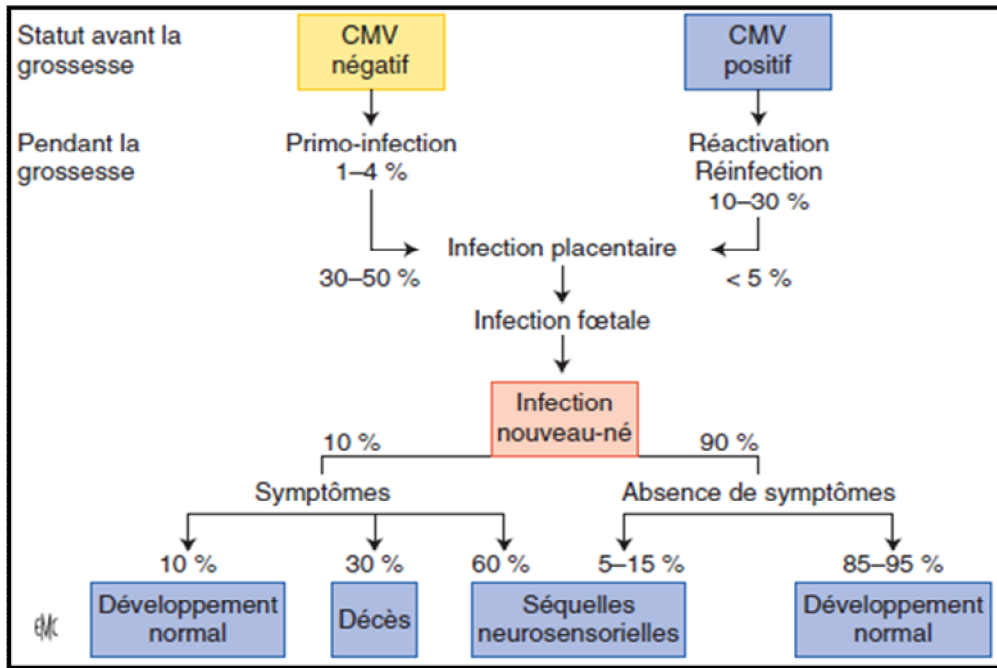 Statut avant la
grossesse
CMV
négatif
CMV
positif
Pendant la
grossesse
Primo-infection
1–4 %
Réactivation
Réinfection
10–30 %
Infection placentaire
30–50 %
< 5 %
Infection fœtale
Infection
nouveau-né
10 %
90 %
Symptômes
Absence de symptômes
10 %
30 %
60 %
5–15 %
85–95 %
Développement
normal
Décès
Séquelles
neurosensorielles
Développement
normal
EMC